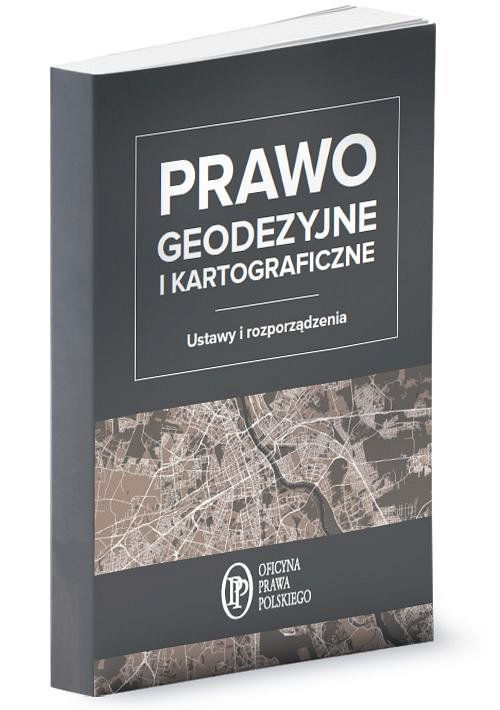 PRAWO
GEODEZYJNE
I KARTOGRAFICZNE
Ustawy i rozporządzenia
OFICYNA
PRAWA
POLSKIEGO